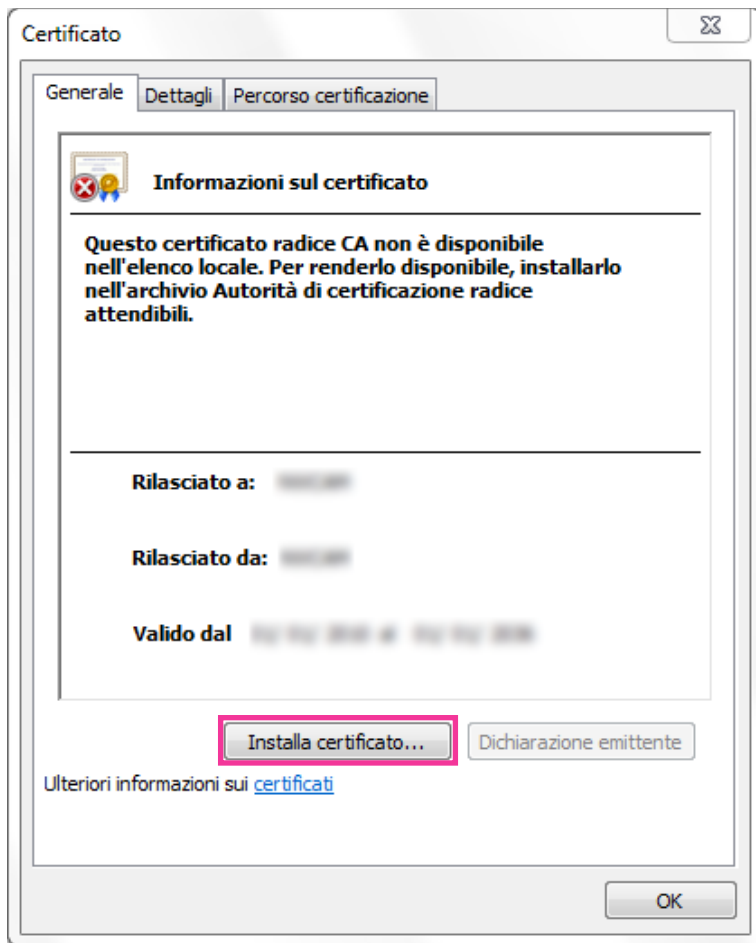 Certificato
Generale Dettagli Percorso certificazione
Informazioni sul certificato
Questo certificato radice CA non è disponibile
nell'elenco locale. Per renderlo disponibile, installarlo
nell'archivio Autorità di certificazione radice
attendibili.
Rilasciato a:
Rilasciato da:
Valido dal
Installa certificato... Dichiarazione emittente
Ulteriori informazioni sui certificati
OK